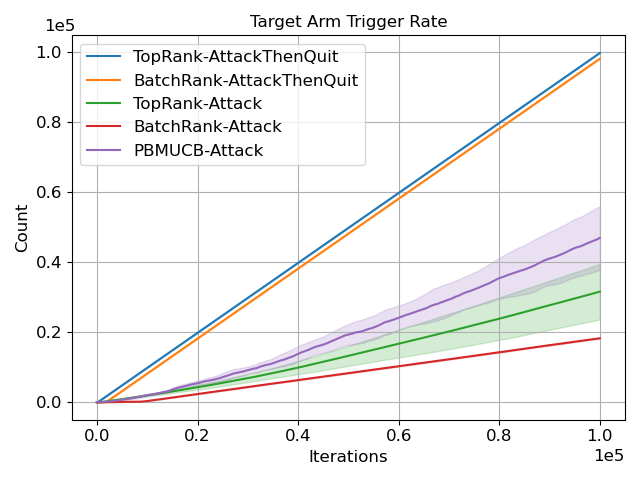 Target Arm Trigger Rate
1e5
TopRank-AttackThenQuit
BatchRank-AttackThenQuit
TopRank-Attack
BatchRank-Attack
PBMUCB-Attack
1.0
0.8
0.6
0.4
0.2
0.0
Count
0.0 0.2 0.4 0.6 0.8 1.0
Iterations
1e5